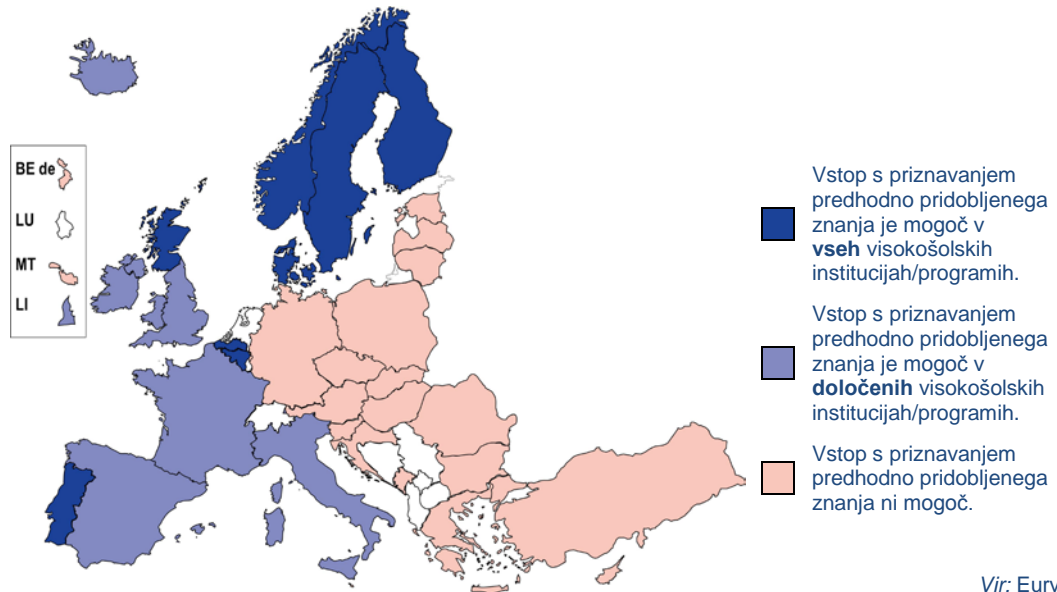 BE de
LU
MT
LI
Vstop s priznavanjem
predhodno pridobljenega
znanja je mogoč v
vseh visokošolskih
institucijah/programih.
Vstop s priznavanjem
predhodno pridobljenega
znanja je mogoč v
določenih visokošolskih
institucijah/programih.
Vstop s priznavanjem
predhodno pridobljenega
znanja ni mogoč.
Vir: Eury